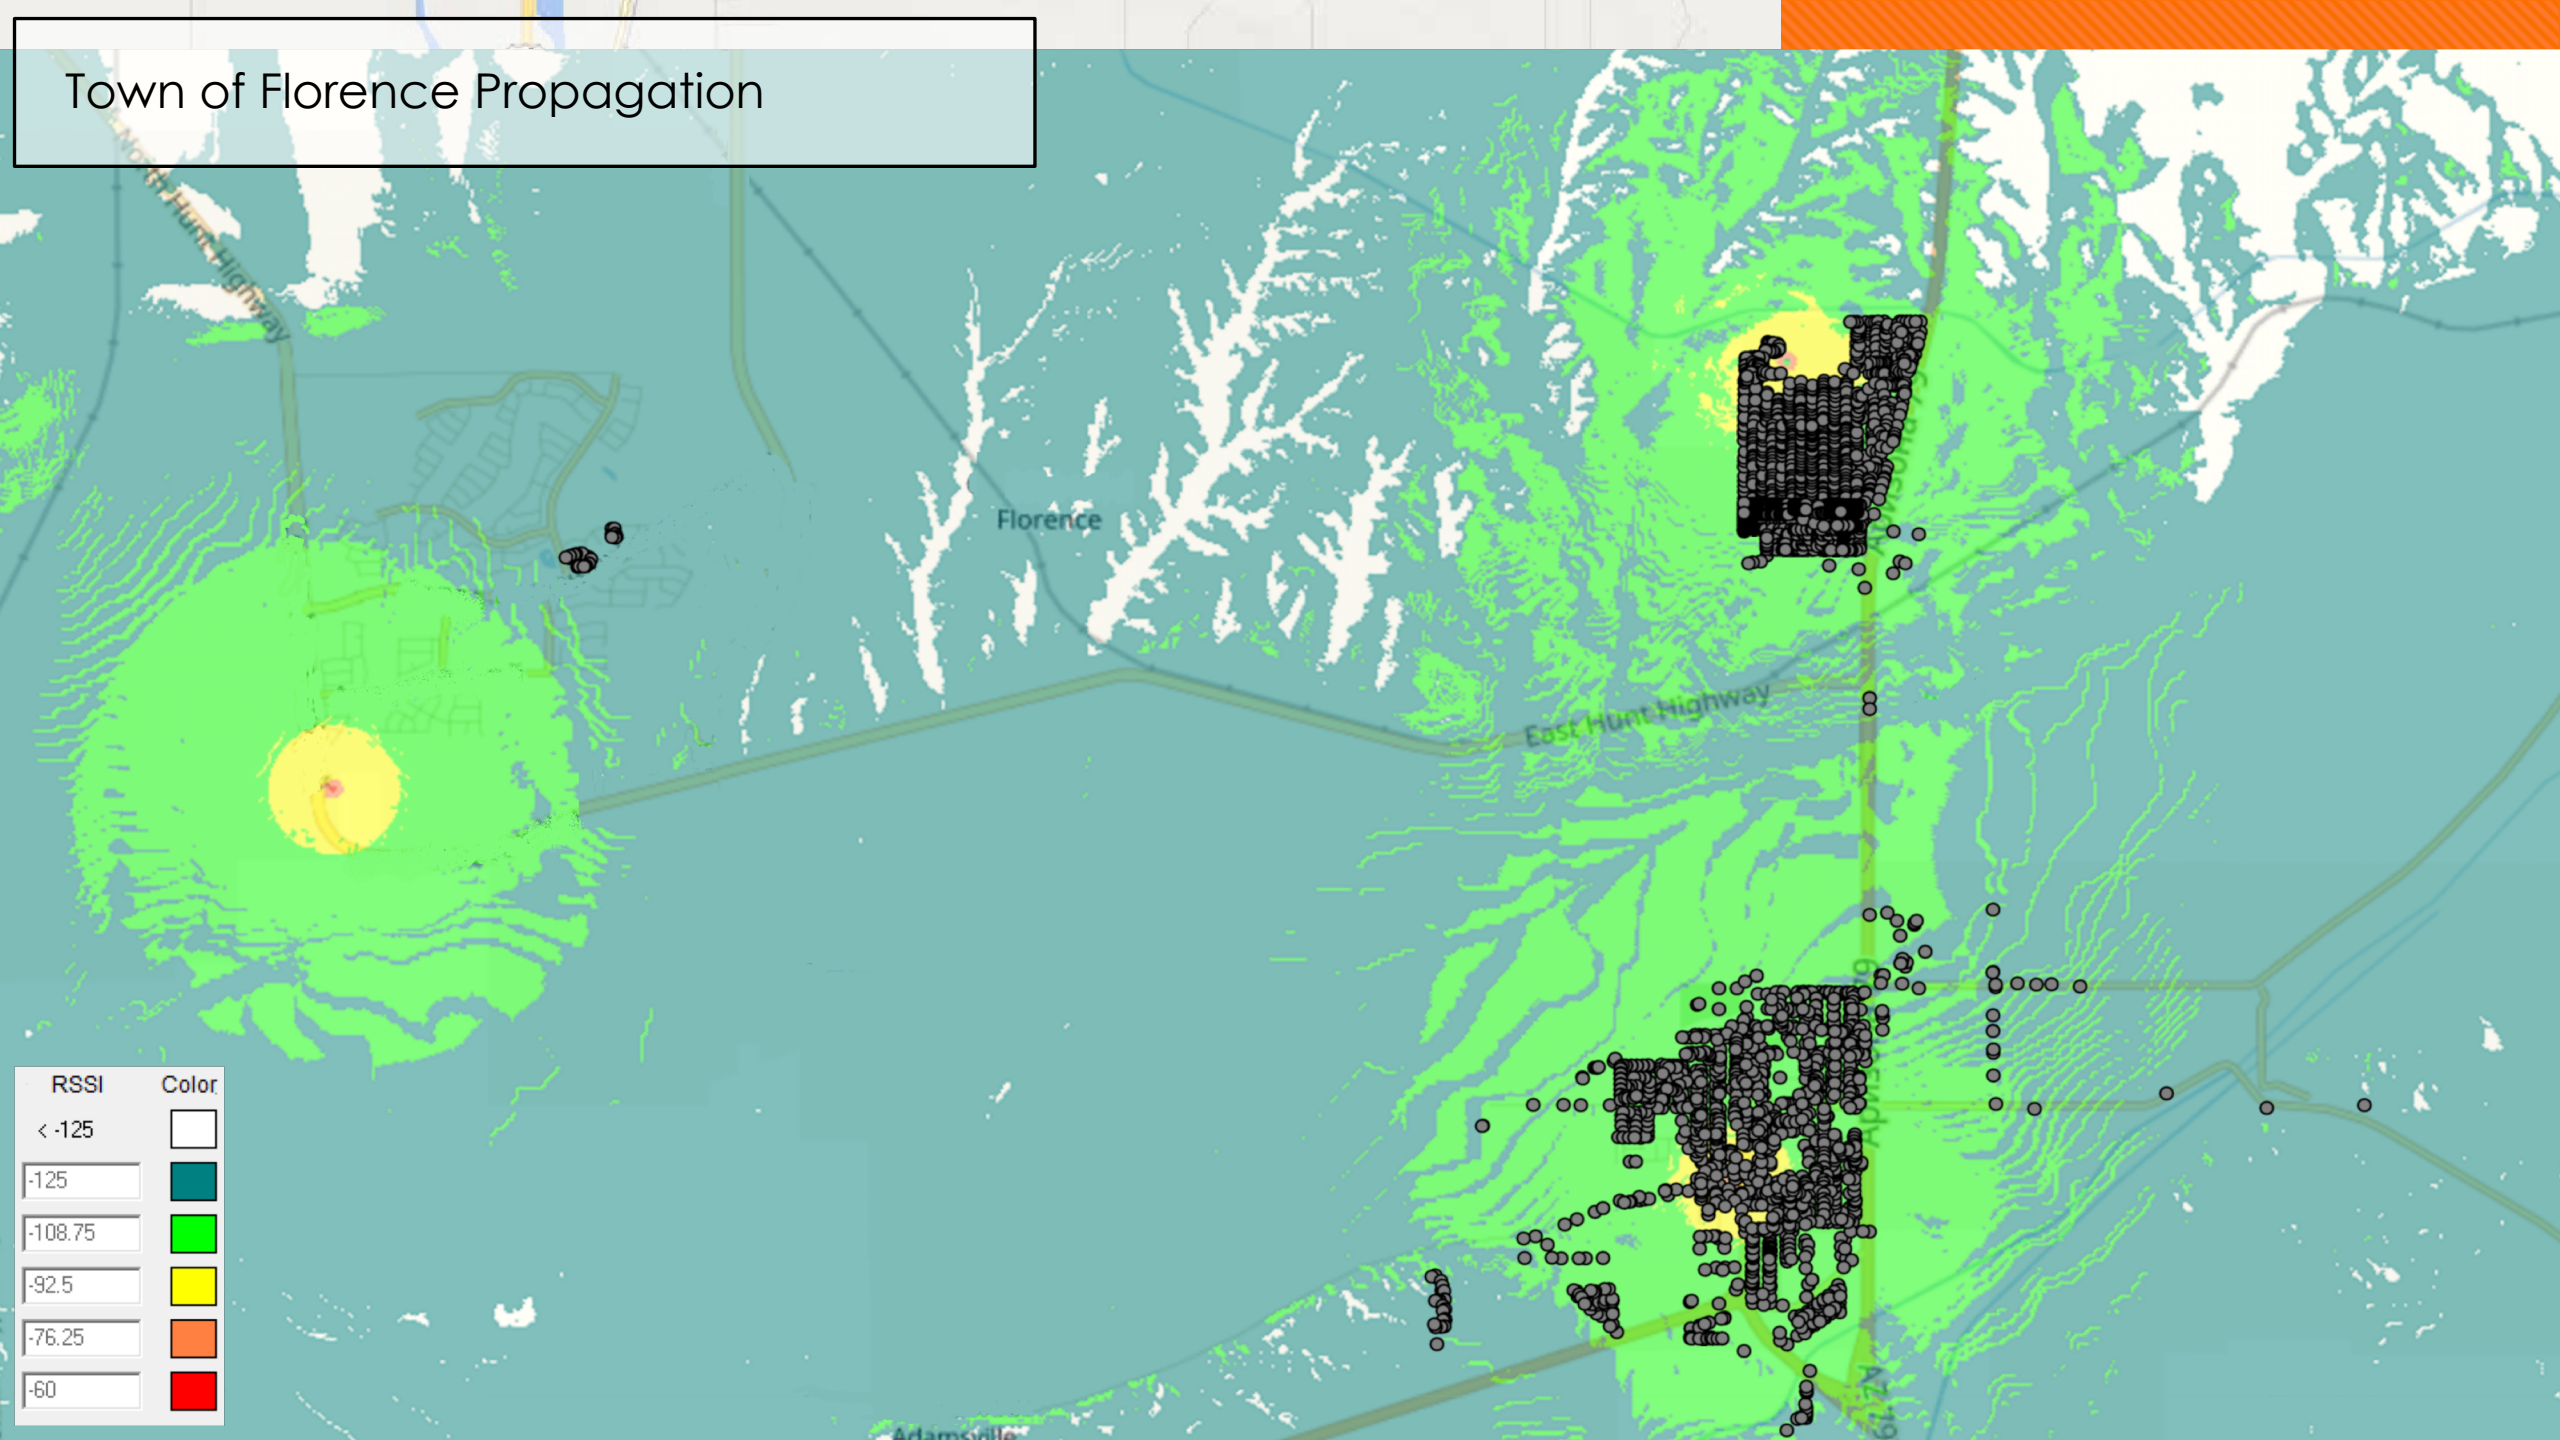 Town of Florence Propagation
North Hunt Highway
Florence
East Hunt Highway
RSSI Color
< -125
-125
-108.75
-92.5
-76.25
-60
Adamsville